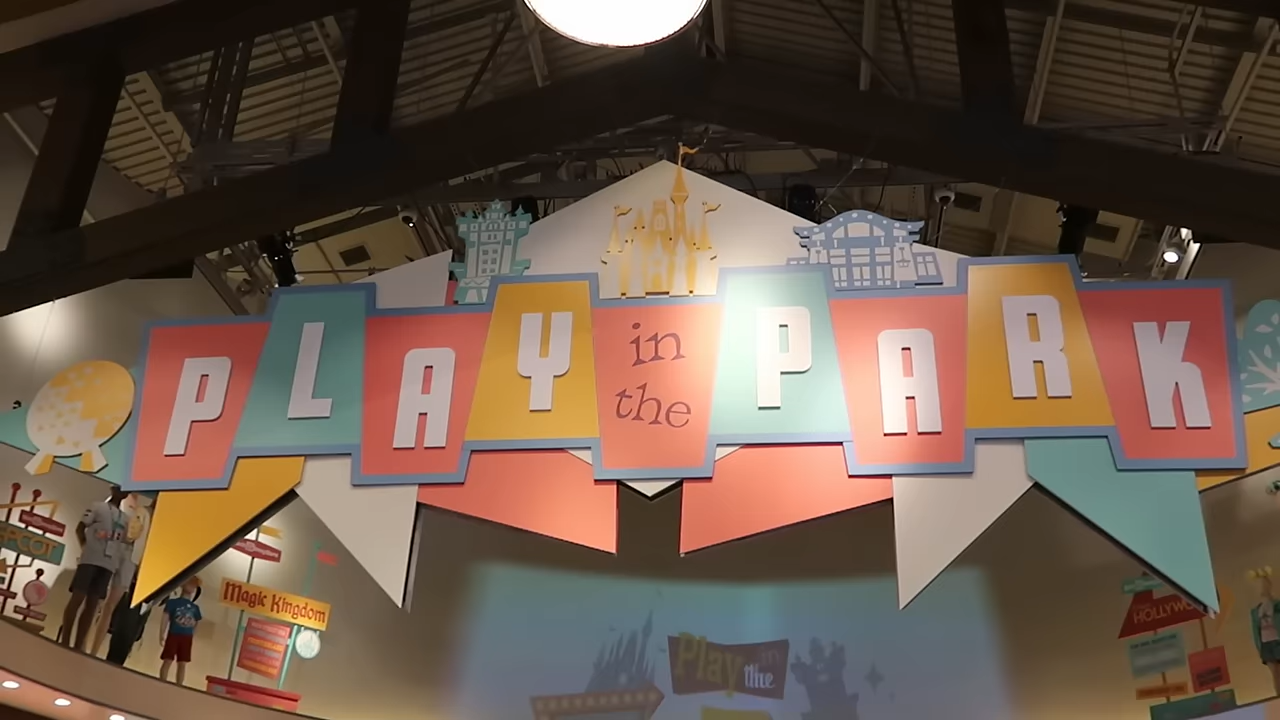 PLAY in the PARK
EPCOT
Magic Kingdom
HOLLYWO
Play in the